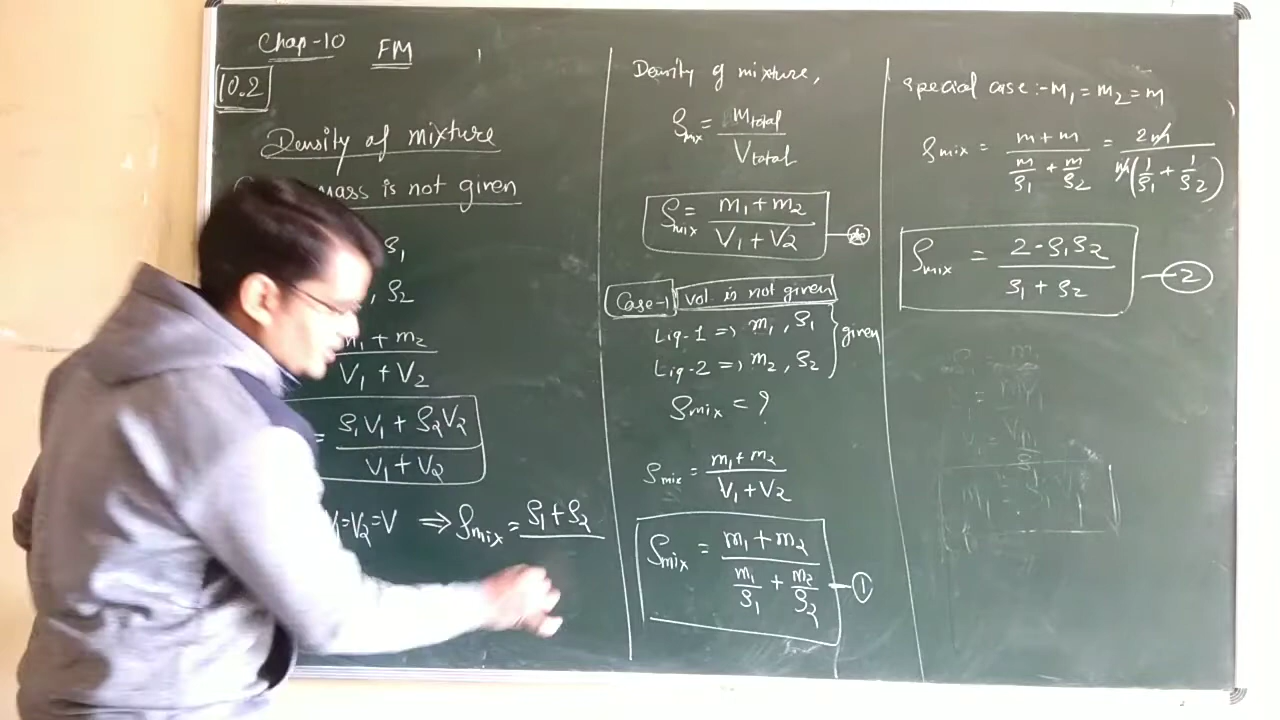 Chap-10 FM
10.2
Density of mixture
mass is not given
ρ₁
, ρ₂
m₁ + m₂
V₁ + V₂
= ρ₁V₁ + ρ₂V₂
V₁ + V₂
V₁=V₂=V ⇒ ρmix = ρ₁+ρ₂
Density of mixture,
ρmix = mtotal
Vtotal
ρmix = m₁ + m₂
V₁ + V₂
Case-1 Vol. is not given
Liq-1 ⇒ m₁, ρ₁
Liq-2 ⇒ m₂, ρ₂ } given
ρmix = ?
ρmix = m₁+m₂
V₁ + V₂
ρmix = m₁ + m₂
m₁/ρ₁ + m₂/ρ₂ -①
special case :- M₁ = m₂ = m
ρmix = m + m = 2m
m/ρ₁ + m/ρ₂ m(1/ρ₁ + 1/ρ₂)
ρmix = 2-ρ₁ρ₂
ρ₁ + ρ₂ -②